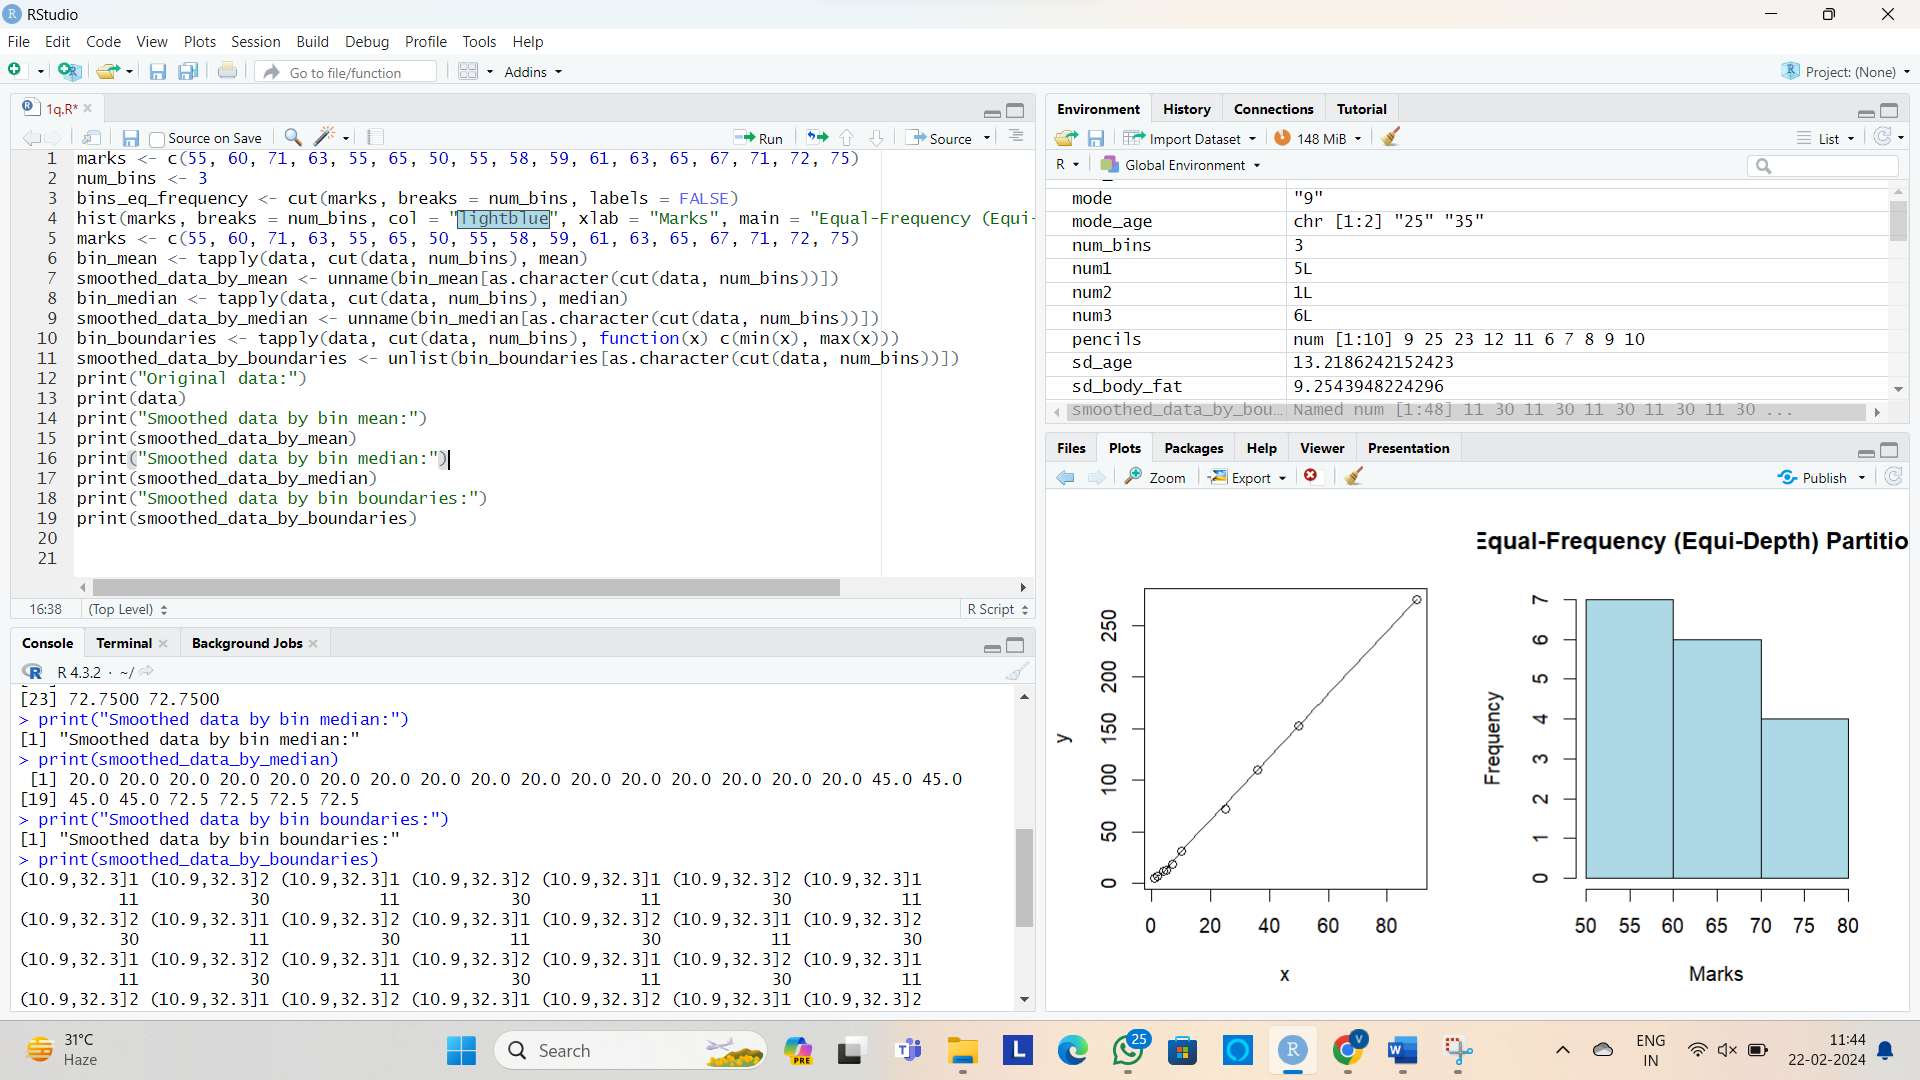 RStudio
File Edit Code View Plots Session Build Debug Profile Tools Help
Go to file/function Addins Project: (None)
1q.R*
Source on Save Run Source
1 marks <- c(55, 60, 71, 63, 55, 65, 50, 55, 58, 59, 61, 63, 65, 67, 71, 72, 75)
2 num_bins <- 3
3 bins_eq_frequency <- cut(marks, breaks = num_bins, labels = FALSE)
4 hist(marks, breaks = num_bins, col = "lightblue", xlab = "Marks", main = "Equal-Frequency (Equi-
5 marks <- c(55, 60, 71, 63, 55, 65, 50, 55, 58, 59, 61, 63, 65, 67, 71, 72, 75)
6 bin_mean <- tapply(data, cut(data, num_bins), mean)
7 smoothed_data_by_mean <- unname(bin_mean[as.character(cut(data, num_bins))])
8 bin_median <- tapply(data, cut(data, num_bins), median)
9 smoothed_data_by_median <- unname(bin_median[as.character(cut(data, num_bins))])
10 bin_boundaries <- tapply(data, cut(data, num_bins), function(x) c(min(x), max(x)))
11 smoothed_data_by_boundaries <- unlist(bin_boundaries[as.character(cut(data, num_bins))])
12 print("Original data:")
13 print(data)
14 print("Smoothed data by bin mean:")
15 print(smoothed_data_by_mean)
16 print("Smoothed data by bin median:")
17 print(smoothed_data_by_median)
18 print("Smoothed data by bin boundaries:")
19 print(smoothed_data_by_boundaries)
20
21
16:38 (Top Level) R Script
Console Terminal Background Jobs
R 4.3.2 · ~/
[23] 72.7500 72.7500
> print("Smoothed data by bin median:")
[1] "Smoothed data by bin median:"
> print(smoothed_data_by_median)
[1] 20.0 20.0 20.0 20.0 20.0 20.0 20.0 20.0 20.0 20.0 20.0 20.0 20.0 20.0 20.0 20.0 45.0 45.0
[19] 45.0 45.0 72.5 72.5 72.5 72.5
> print("Smoothed data by bin boundaries:")
[1] "Smoothed data by bin boundaries:"
> print(smoothed_data_by_boundaries)
(10.9,32.3]1 (10.9,32.3]2 (10.9,32.3]1 (10.9,32.3]2 (10.9,32.3]1 (10.9,32.3]2 (10.9,32.3]1
11 30 11 30 11 30 11
(10.9,32.3]2 (10.9,32.3]1 (10.9,32.3]2 (10.9,32.3]1 (10.9,32.3]2 (10.9,32.3]1 (10.9,32.3]2
30 11 30 11 30 11 30
(10.9,32.3]1 (10.9,32.3]2 (10.9,32.3]1 (10.9,32.3]2 (10.9,32.3]1 (10.9,32.3]2 (10.9,32.3]1
11 30 11 30 11 30 11
(10.9,32.3]2 (10.9,32.3]1 (10.9,32.3]2 (10.9,32.3]1 (10.9,32.3]2 (10.9,32.3]1 (10.9,32.3]2
Environment History Connections Tutorial
Import Dataset 148 MiB List
R Global Environment
mode "9"
mode_age chr [1:2] "25" "35"
num_bins 3
num1 5L
num2 1L
num3 6L
pencils num [1:10] 9 25 23 12 11 6 7 8 9 10
sd_age 13.2186242152423
sd_body_fat 9.2543948224296
smoothed_data_by_bou... Named num [1:48] 11 30 11 30 11 30 11 30 11 30 ...
Files Plots Packages Help Viewer Presentation
Zoom Export Publish
Equal-Frequency (Equi-Depth) Partitio
y
0 50 100 150 200 250
0 20 40 60 80
x
Frequency
0 1 2 3 4 5 6 7
50 55 60 65 70 75 80
Marks
31°C
Haze
Search
PRE
L
25
V
R
W
ENG
IN
11:44
22-02-2024